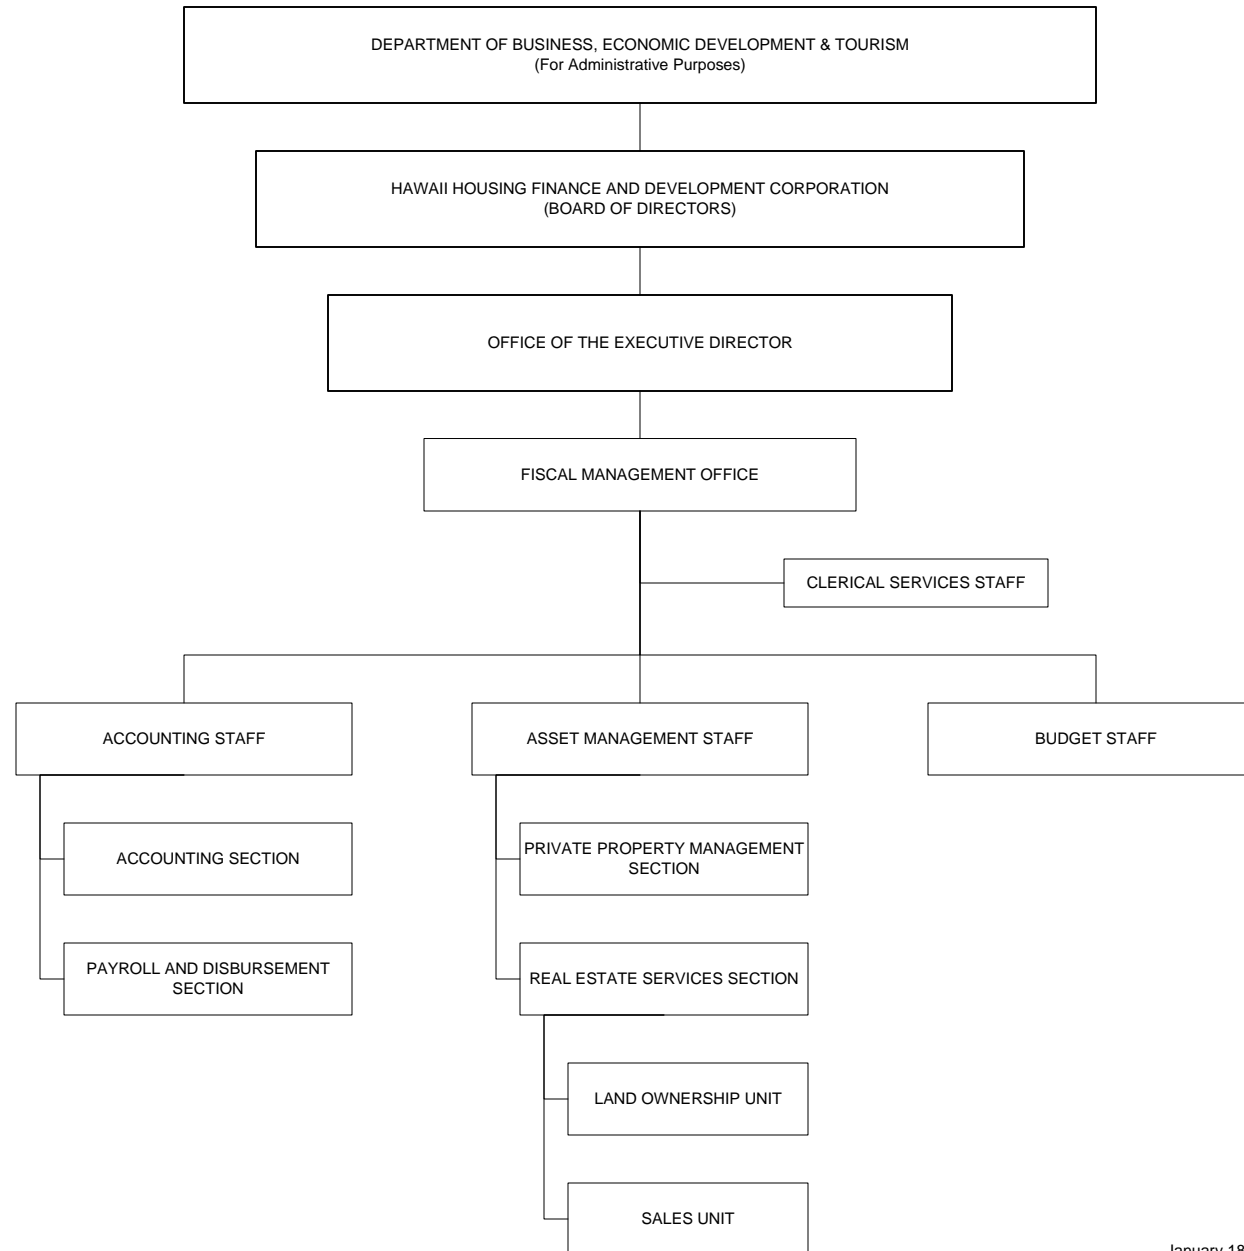 DEPARTMENT OF BUSINESS, ECONOMIC DEVELOPMENT & TOURISM
(For Administrative Purposes)
HAWAII HOUSING FINANCE AND DEVELOPMENT CORPORATION
(BOARD OF DIRECTORS)
OFFICE OF THE EXECUTIVE DIRECTOR
FISCAL MANAGEMENT OFFICE
CLERICAL SERVICES STAFF
ACCOUNTING STAFF
ASSET MANAGEMENT STAFF
BUDGET STAFF
ACCOUNTING SECTION
PAYROLL AND DISBURSEMENT
SECTION
PRIVATE PROPERTY MANAGEMENT
SECTION
REAL ESTATE SERVICES SECTION
LAND OWNERSHIP UNIT
SALES UNIT
January 18